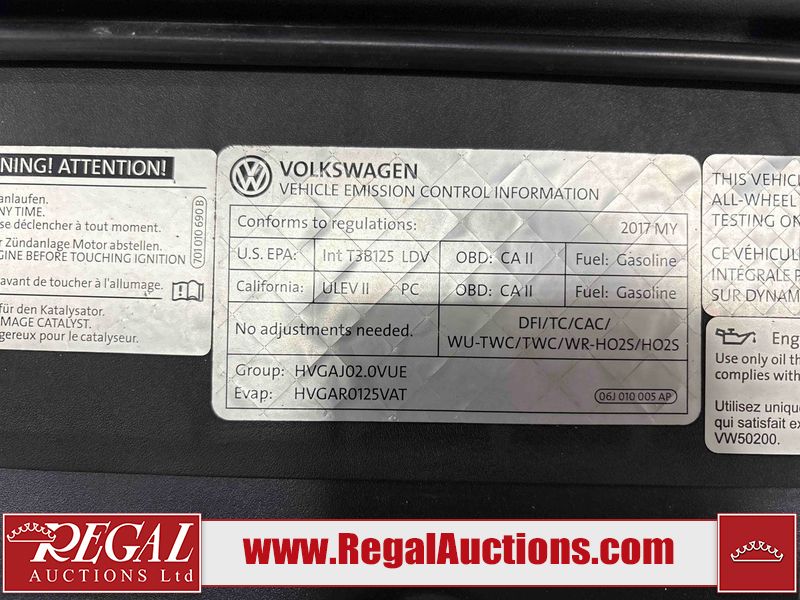 NING! ATTENTION!
anlaufen.
NY TIME.
se déclencher à tout moment.
Zündanlage Motor abstellen.
GINE BEFORE TOUCHING IGNITION
avant de toucher à l'allumage.
für den Katalysator.
MAGE CATALYST.
gereux pour le catalyseur.
701 010 690 B
VOLKSWAGEN
VEHICLE EMISSION CONTROL INFORMATION
Conforms to regulations: 2017 MY
U.S. EPA: Int T3B125 LDV OBD: CA II Fuel: Gasoline
California: ULEV II PC OBD: CA II Fuel: Gasoline
No adjustments needed.
DFI/TC/CAC/
WU-TWC/TWC/WR-HO2S/HO2S
Group: HVGAJ02.0VUE
Evap: HVGAR0125VAT
06J 010 005 AP
THIS VEHICL
ALL-WHEEL
TESTING ON
CE VÉHICUL
INTÉGRALE P
SUR DYNAM
Eng
Use only oil th
complies with
Utilisez unique
qui satisfait ex
VW50200.
REGAL
AUCTIONS Ltd
www.RegalAuctions.com